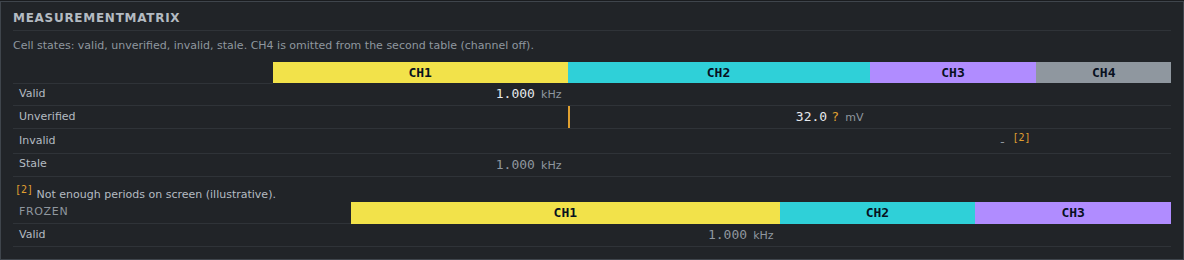 MEASUREMENTMATRIX
Cell states: valid, unverified, invalid, stale. CH4 is omitted from the second table (channel off).
CH1 CH2 CH3 CH4
Valid 1.000 kHz
Unverified 32.0 ? mV
Invalid - [2]
Stale 1.000 kHz
[2] Not enough periods on screen (illustrative).
FROZEN CH1 CH2 CH3
Valid 1.000 kHz